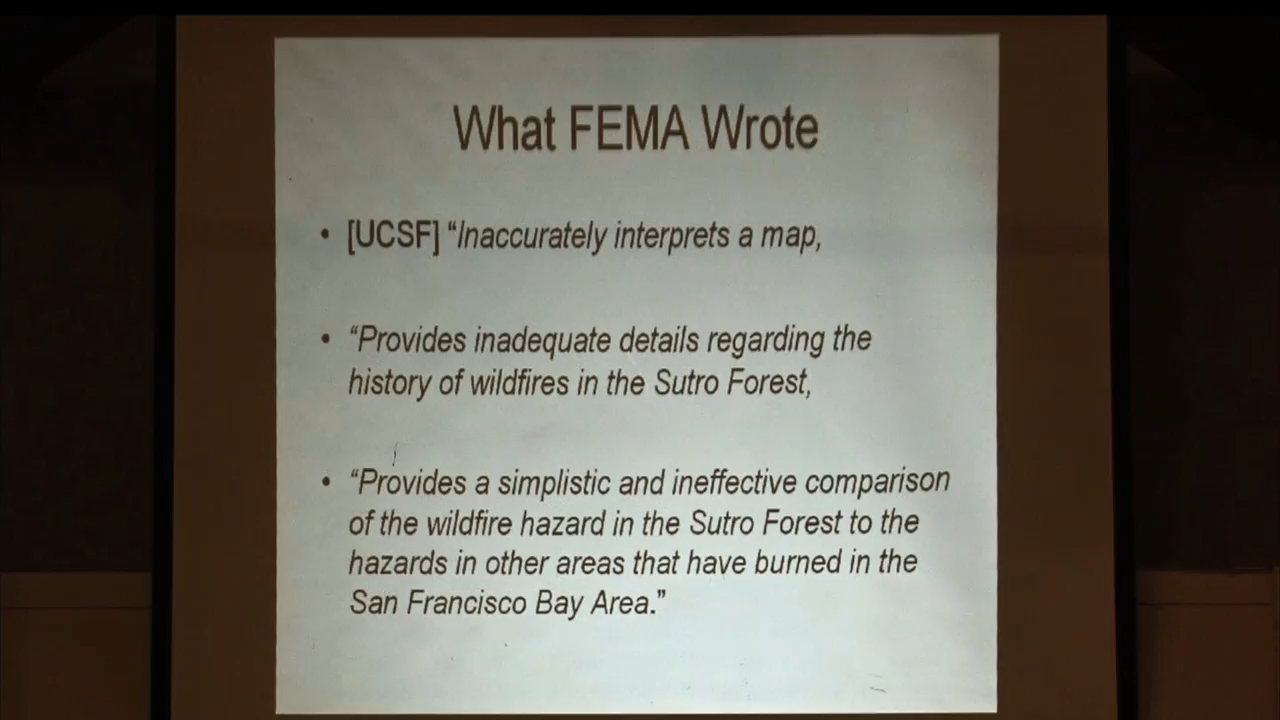 What FEMA Wrote
• [UCSF] “Inaccurately interprets a map,
• “Provides inadequate details regarding the
history of wildfires in the Sutro Forest,
• “Provides a simplistic and ineffective comparison
of the wildfire hazard in the Sutro Forest to the
hazards in other areas that have burned in the
San Francisco Bay Area.”